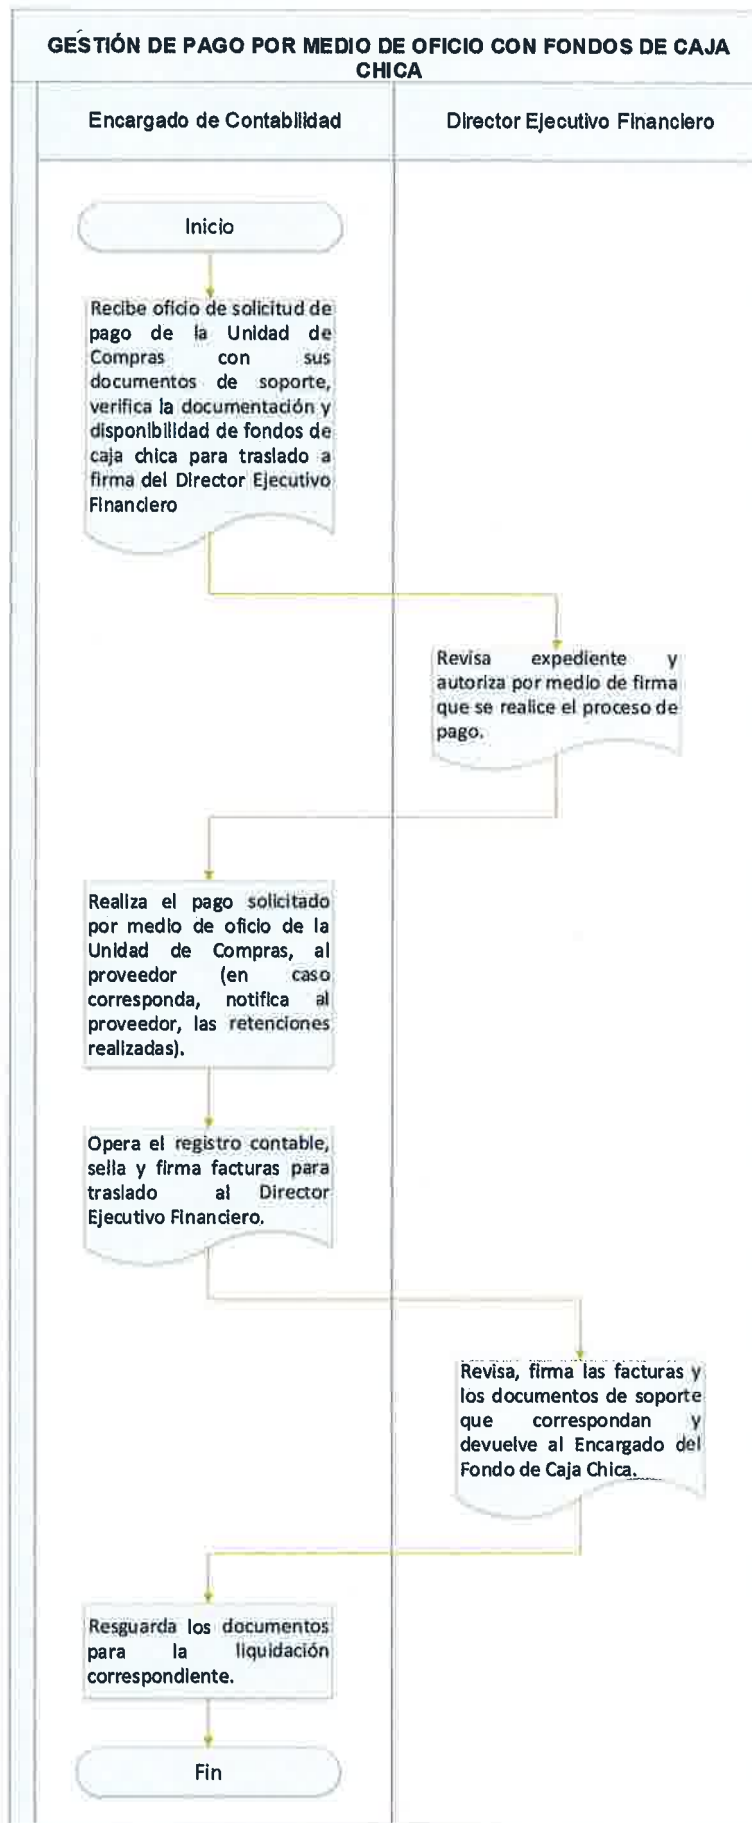 GESTIÓN DE PAGO POR MEDIO DE OFICIO CON FONDOS DE CAJA
CHICA
Encargado de Contabilidad
Director Ejecutivo Financiero
Inicio
Recibe oficio de solicitud de
pago de la Unidad de
Compras con sus
documentos de soporte,
verifica la documentación y
disponibilidad de fondos de
caja chica para traslado a
firma del Director Ejecutivo
Financiero
Revisa expediente y
autoriza por medio de firma
que se realice el proceso de
pago.
Realiza el pago solicitado
por medio de oficio de la
Unidad de Compras, al
proveedor (en caso
corresponda, notifica al
proveedor, las retenciones
realizadas).
Opera el registro contable,
sella y firma facturas para
traslado al Director
Ejecutivo Financiero.
Revisa, firma las facturas y
los documentos de soporte
que correspondan y
devuelve al Encargado del
Fondo de Caja Chica.
Resguarda los documentos
para la liquidación
correspondiente.
Fin